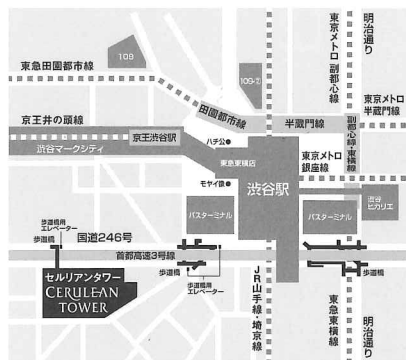 109
東急田園都市線
109-②
東京メトロ 副都心線
明治通り
田園都市線
半蔵門線
東京メトロ
半蔵門線
副都心線・東横線
京王井の頭線
京王渋谷駅
渋谷マークシティ
ハチ公
東急東横店
東京メトロ
銀座線
モヤイ像
渋谷駅
渋谷
ヒカリエ
バスターミナル
バスターミナル
歩道橋用
エレベーター
歩道橋
国道246号
首都高速3号線
歩道橋
歩道橋
歩道橋用
エレベーター
セルリアンタワー
CERULEAN
TOWER
JR山手線・埼京線
東急東横線
明治通り